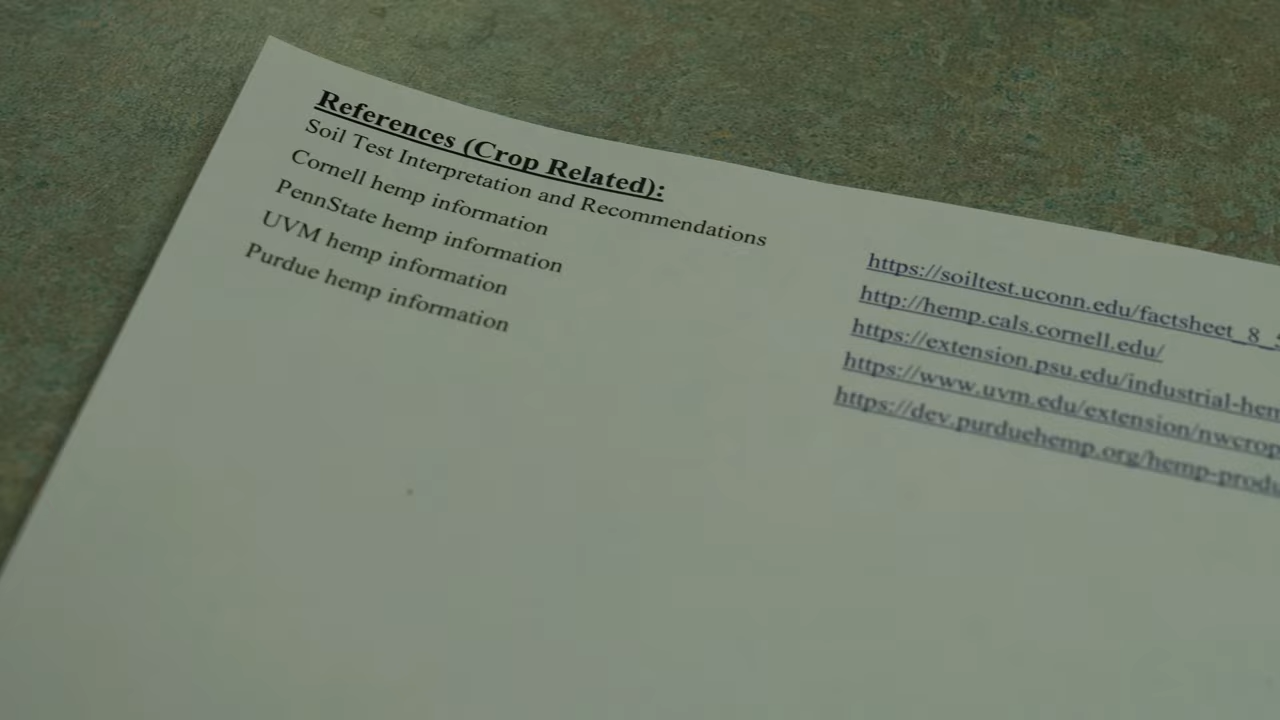 References (Crop Related):
Soil Test Interpretation and Recommendations
Cornell hemp information
PennState hemp information
UVM hemp information
Purdue hemp information
https://soiltest.uconn.edu/factsheet_8_
http://hemp.cals.cornell.edu/
https://extension.psu.edu/industrial-hem
https://www.uvm.edu/extension/nwcrop
https://dev.purduehemp.org/hemp-produ